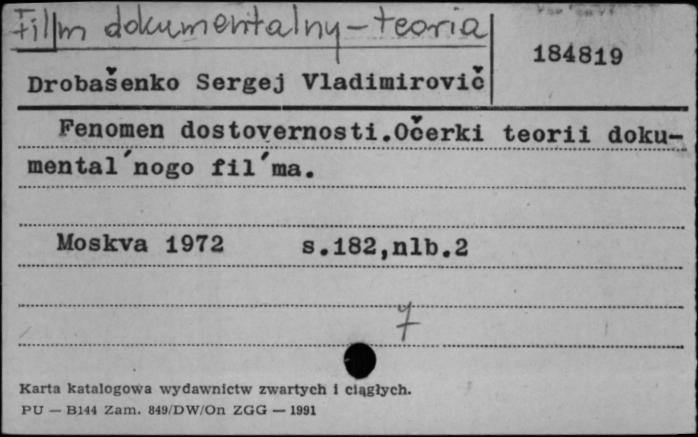 Film dokumentalny – teoria
184819
Drobašenko Sergej Vladimirovič
Fenomen dostovernosti.Očerki teorii doku-
mental´nogo fil´ma.
Moskva 1972 s.182,nlb.2
7
Karta katalogowa wydawnictw zwartych i ciągłych.
PU — B144 Zam. 849/DW/On ZGG — 1991